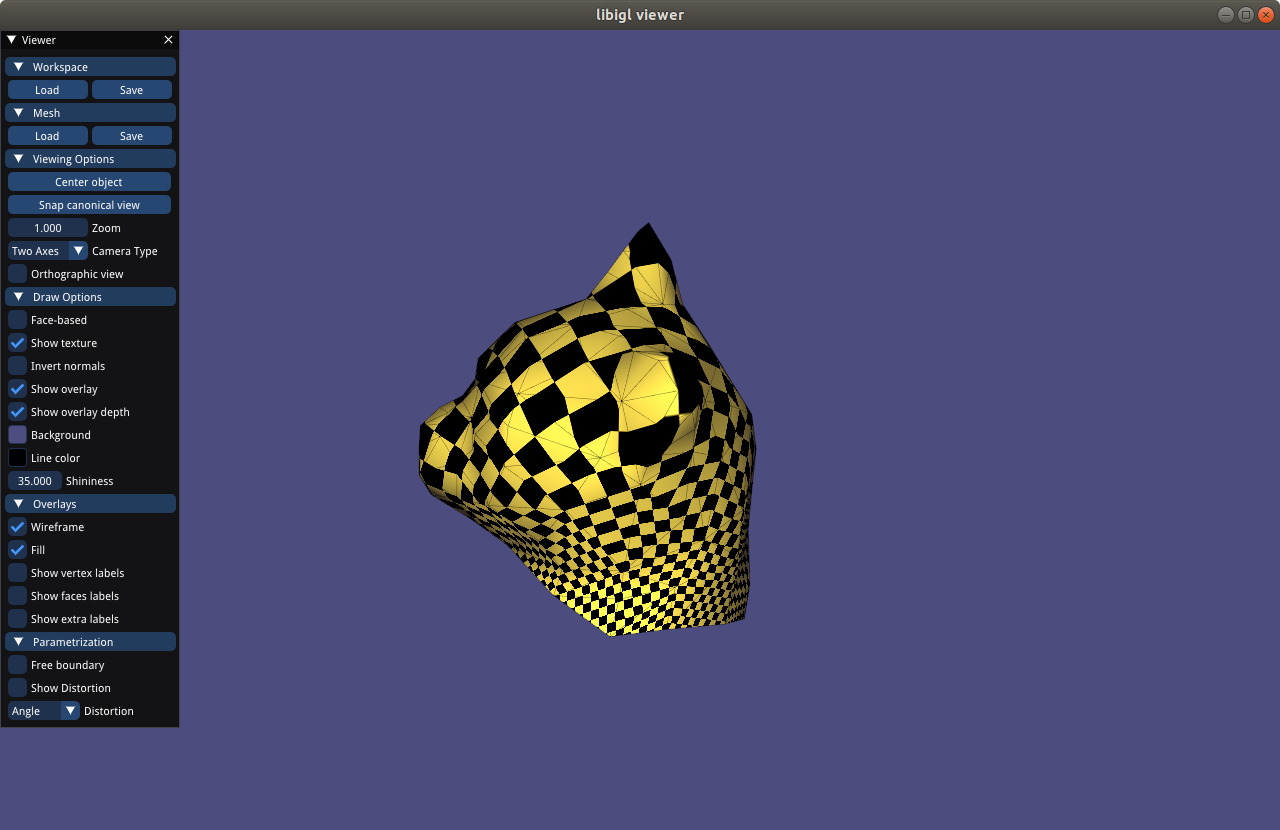 libigl viewer
Viewer
Workspace
Load Save
Mesh
Load Save
Viewing Options
Center object
Snap canonical view
1.000 Zoom
Two Axes Camera Type
Orthographic view
Draw Options
Face-based
Show texture
Invert normals
Show overlay
Show overlay depth
Background
Line color
35.000 Shininess
Overlays
Wireframe
Fill
Show vertex labels
Show faces labels
Show extra labels
Parametrization
Free boundary
Show Distortion
Angle Distortion